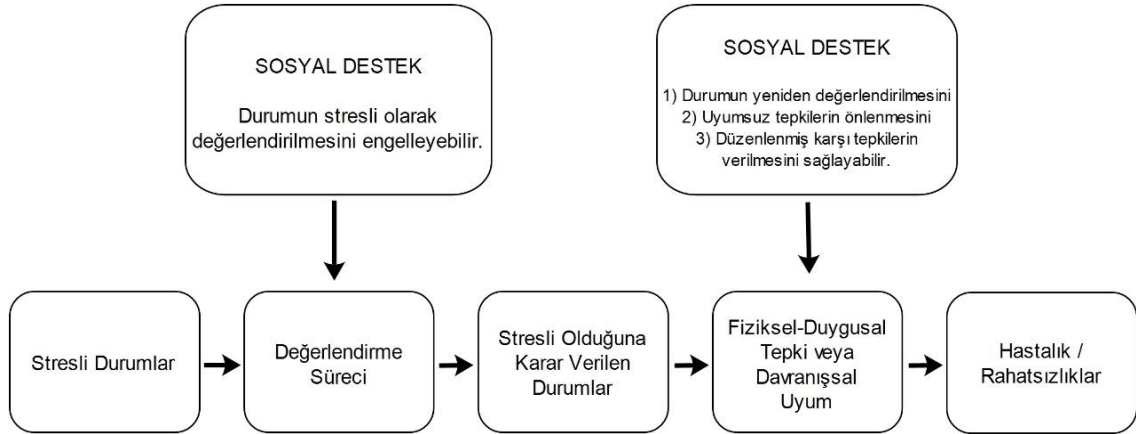 SOSYAL DESTEK
Durumun stresli olarak
değerlendirilmesini engelleyebilir.
SOSYAL DESTEK
1) Durumun yeniden değerlendirilmesini
2) Uyumsuz tepkilerin önlenmesini
3) Düzenlenmiş karşı tepkilerin
verilmesini sağlayabilir.
Stresli Durumlar
Değerlendirme
Süreci
Stresli Olduğuna
Karar Verilen
Durumlar
Fiziksel-Duygusal
Tepki veya
Davranışsal
Uyum
Hastalık /
Rahatsızlıklar